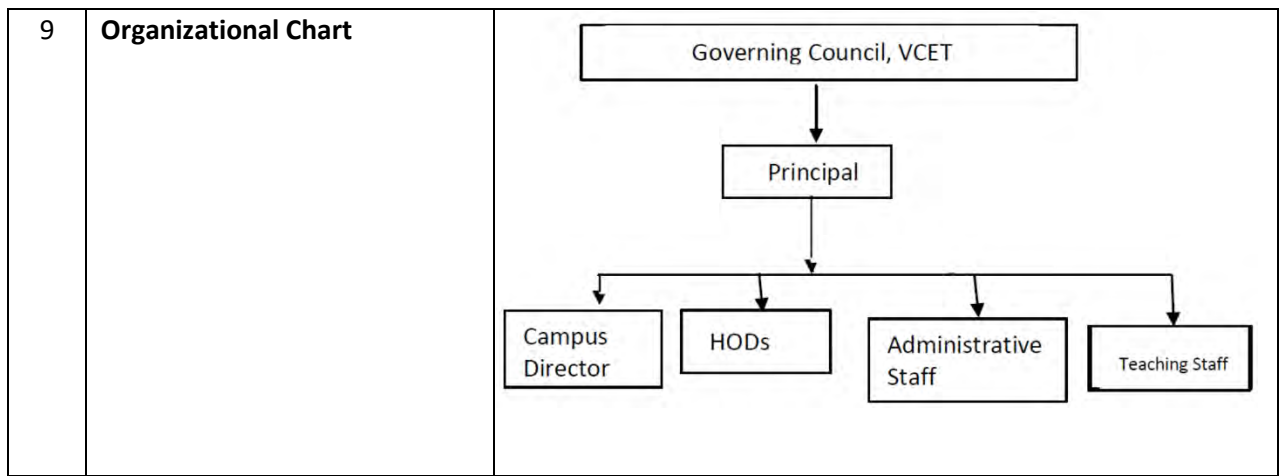 9
Organizational Chart
Governing Council, VCET
Principal
Campus
Director
HODs
Administrative
Staff
Teaching Staff